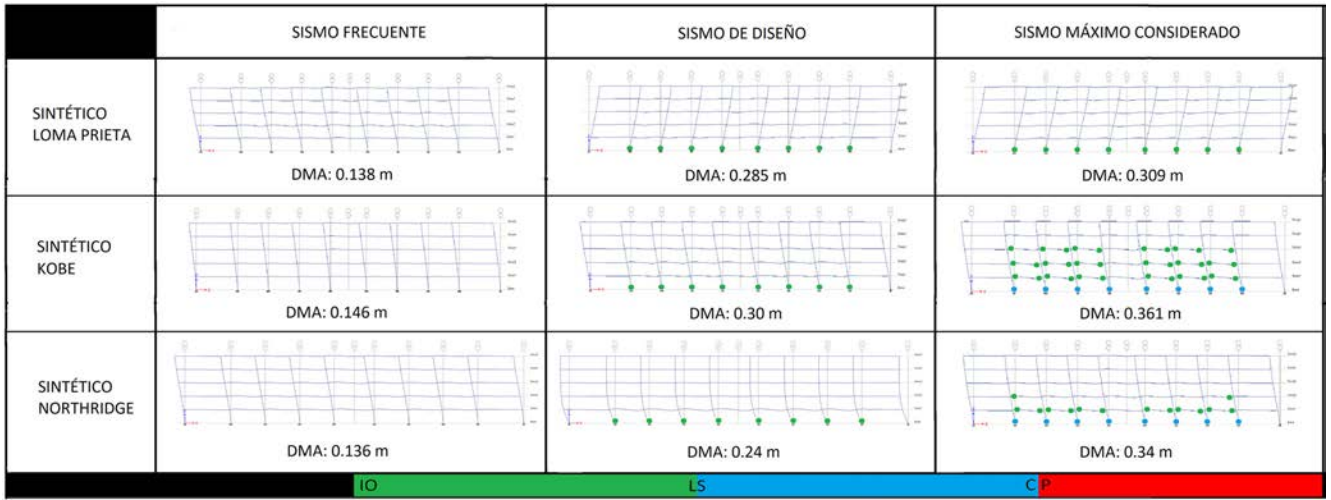 SISMO FRECUENTE
SISMO DE DISEÑO
SISMO MÁXIMO CONSIDERADO
SINTÉTICO
LOMA PRIETA
DMA: 0.138 m
DMA: 0.285 m
DMA: 0.309 m
SINTÉTICO
KOBE
DMA: 0.146 m
DMA: 0.30 m
DMA: 0.361 m
SINTÉTICO
NORTHRIDGE
DMA: 0.136 m
DMA: 0.24 m
DMA: 0.34 m
IO
LS
CP